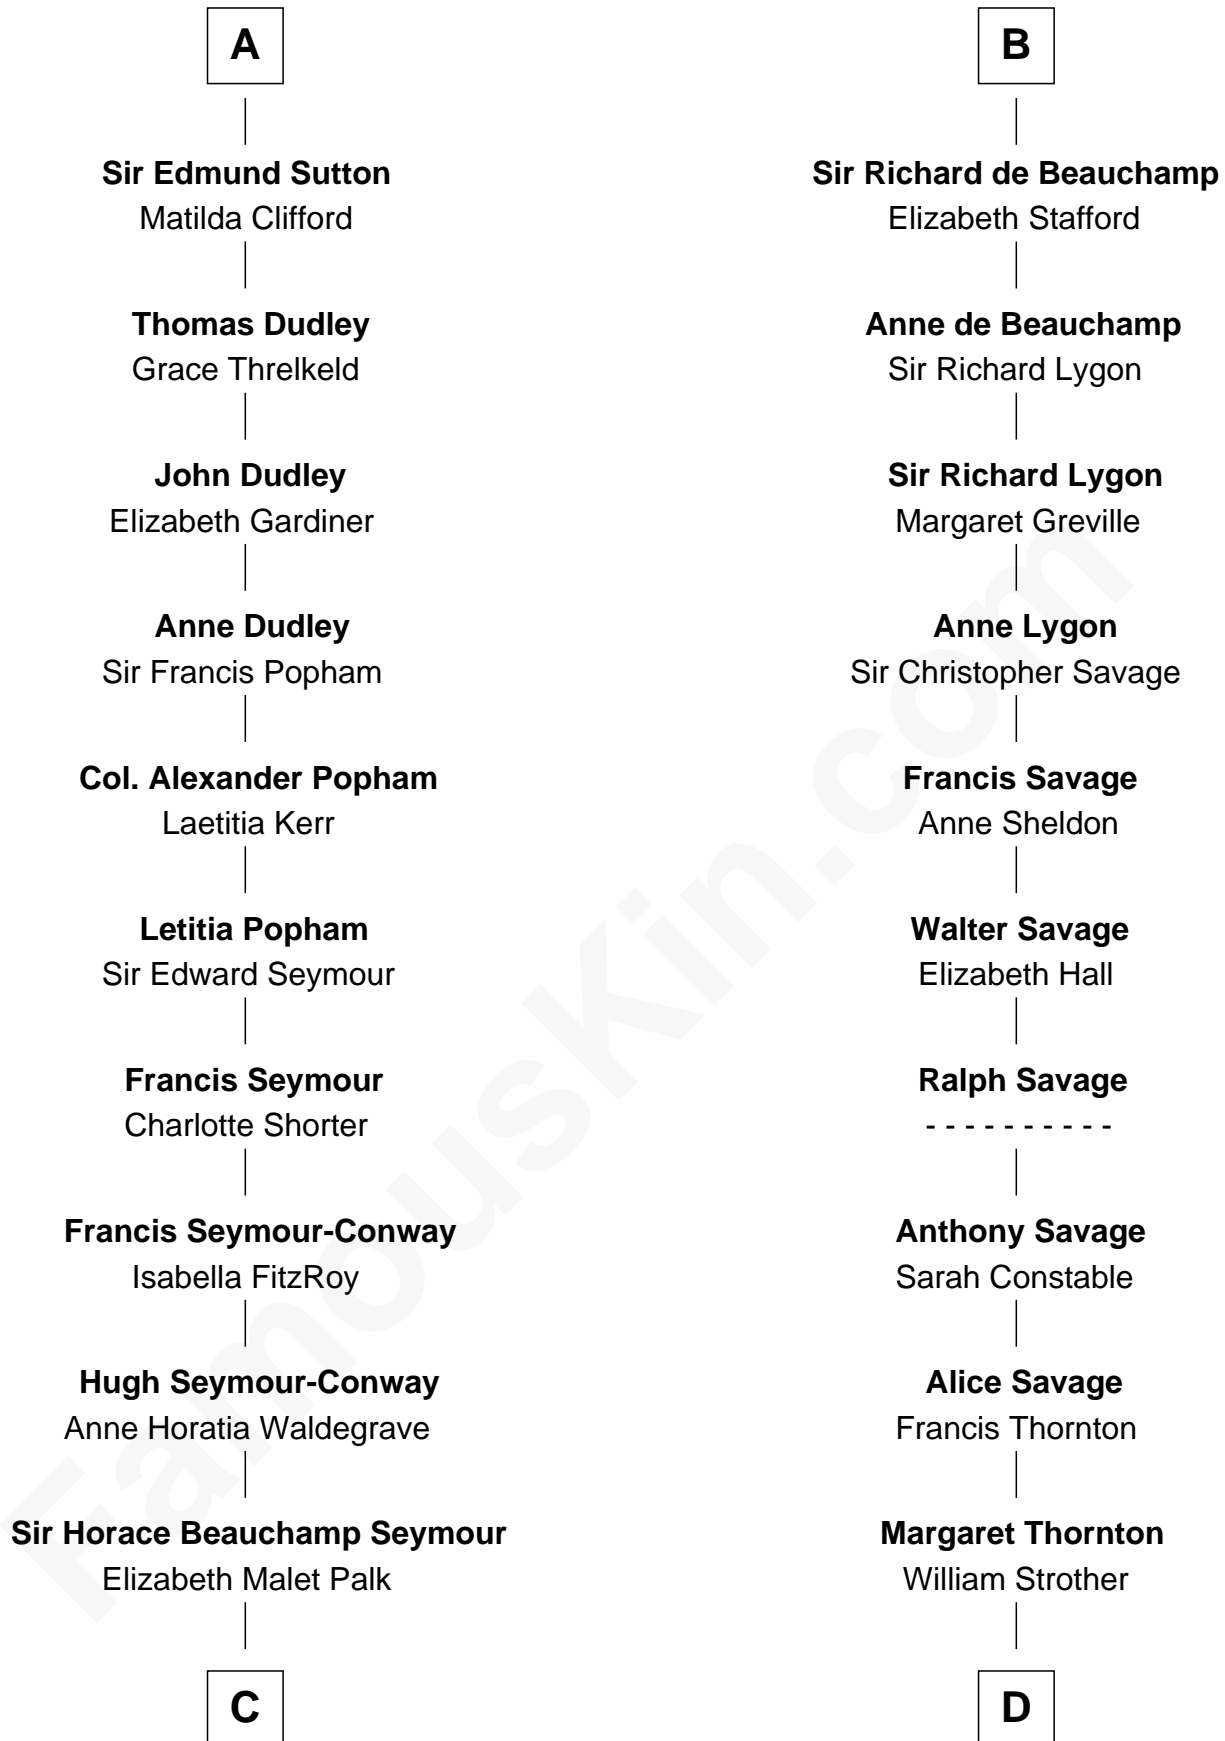 A
Sir Edmund Sutton
Matilda Clifford
Thomas Dudley
Grace Threlkeld
John Dudley
Elizabeth Gardiner
Anne Dudley
Sir Francis Popham
Col. Alexander Popham
Laetitia Kerr
Letitia Popham
Sir Edward Seymour
Francis Seymour
Charlotte Shorter
Francis Seymour-Conway
Isabella FitzRoy
Hugh Seymour-Conway
Anne Horatia Waldegrave
Sir Horace Beauchamp Seymour
Elizabeth Malet Palk
C
B
Sir Richard de Beauchamp
Elizabeth Stafford
Anne de Beauchamp
Sir Richard Lygon
Sir Richard Lygon
Margaret Greville
Anne Lygon
Sir Christopher Savage
Francis Savage
Anne Sheldon
Walter Savage
Elizabeth Hall
Ralph Savage
- - - - - - - - - -
Anthony Savage
Sarah Constable
Alice Savage
Francis Thornton
Margaret Thornton
William Strother
D
FamousKin.com